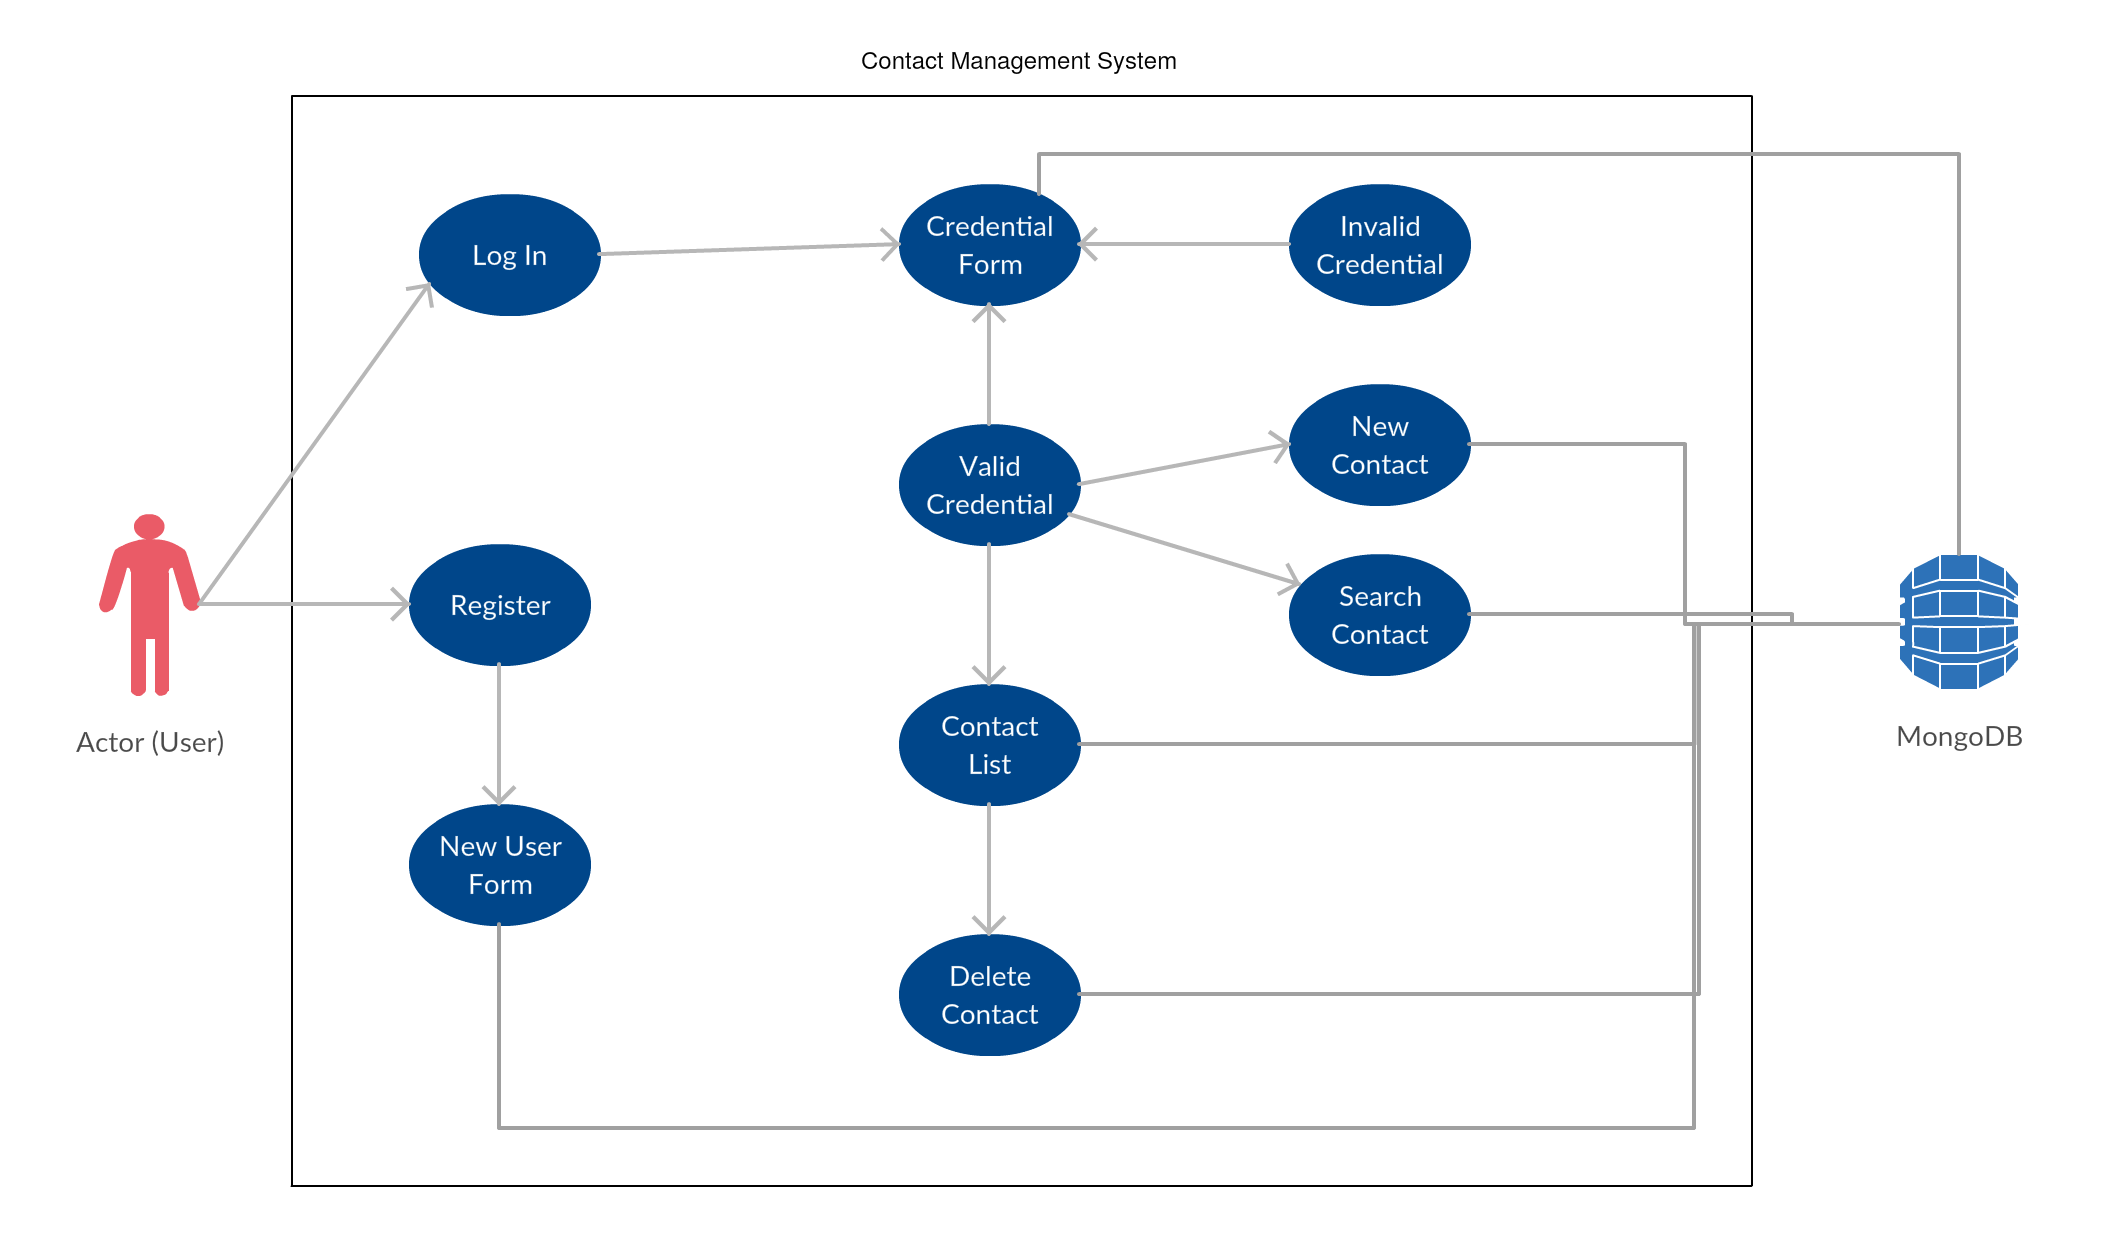 Contact Management System
Log In
Credential
Form
Invalid
Credential
Valid
Credential
New
Contact
Search
Contact
Register
Actor (User)
MongoDB
Contact
List
New User
Form
Delete
Contact